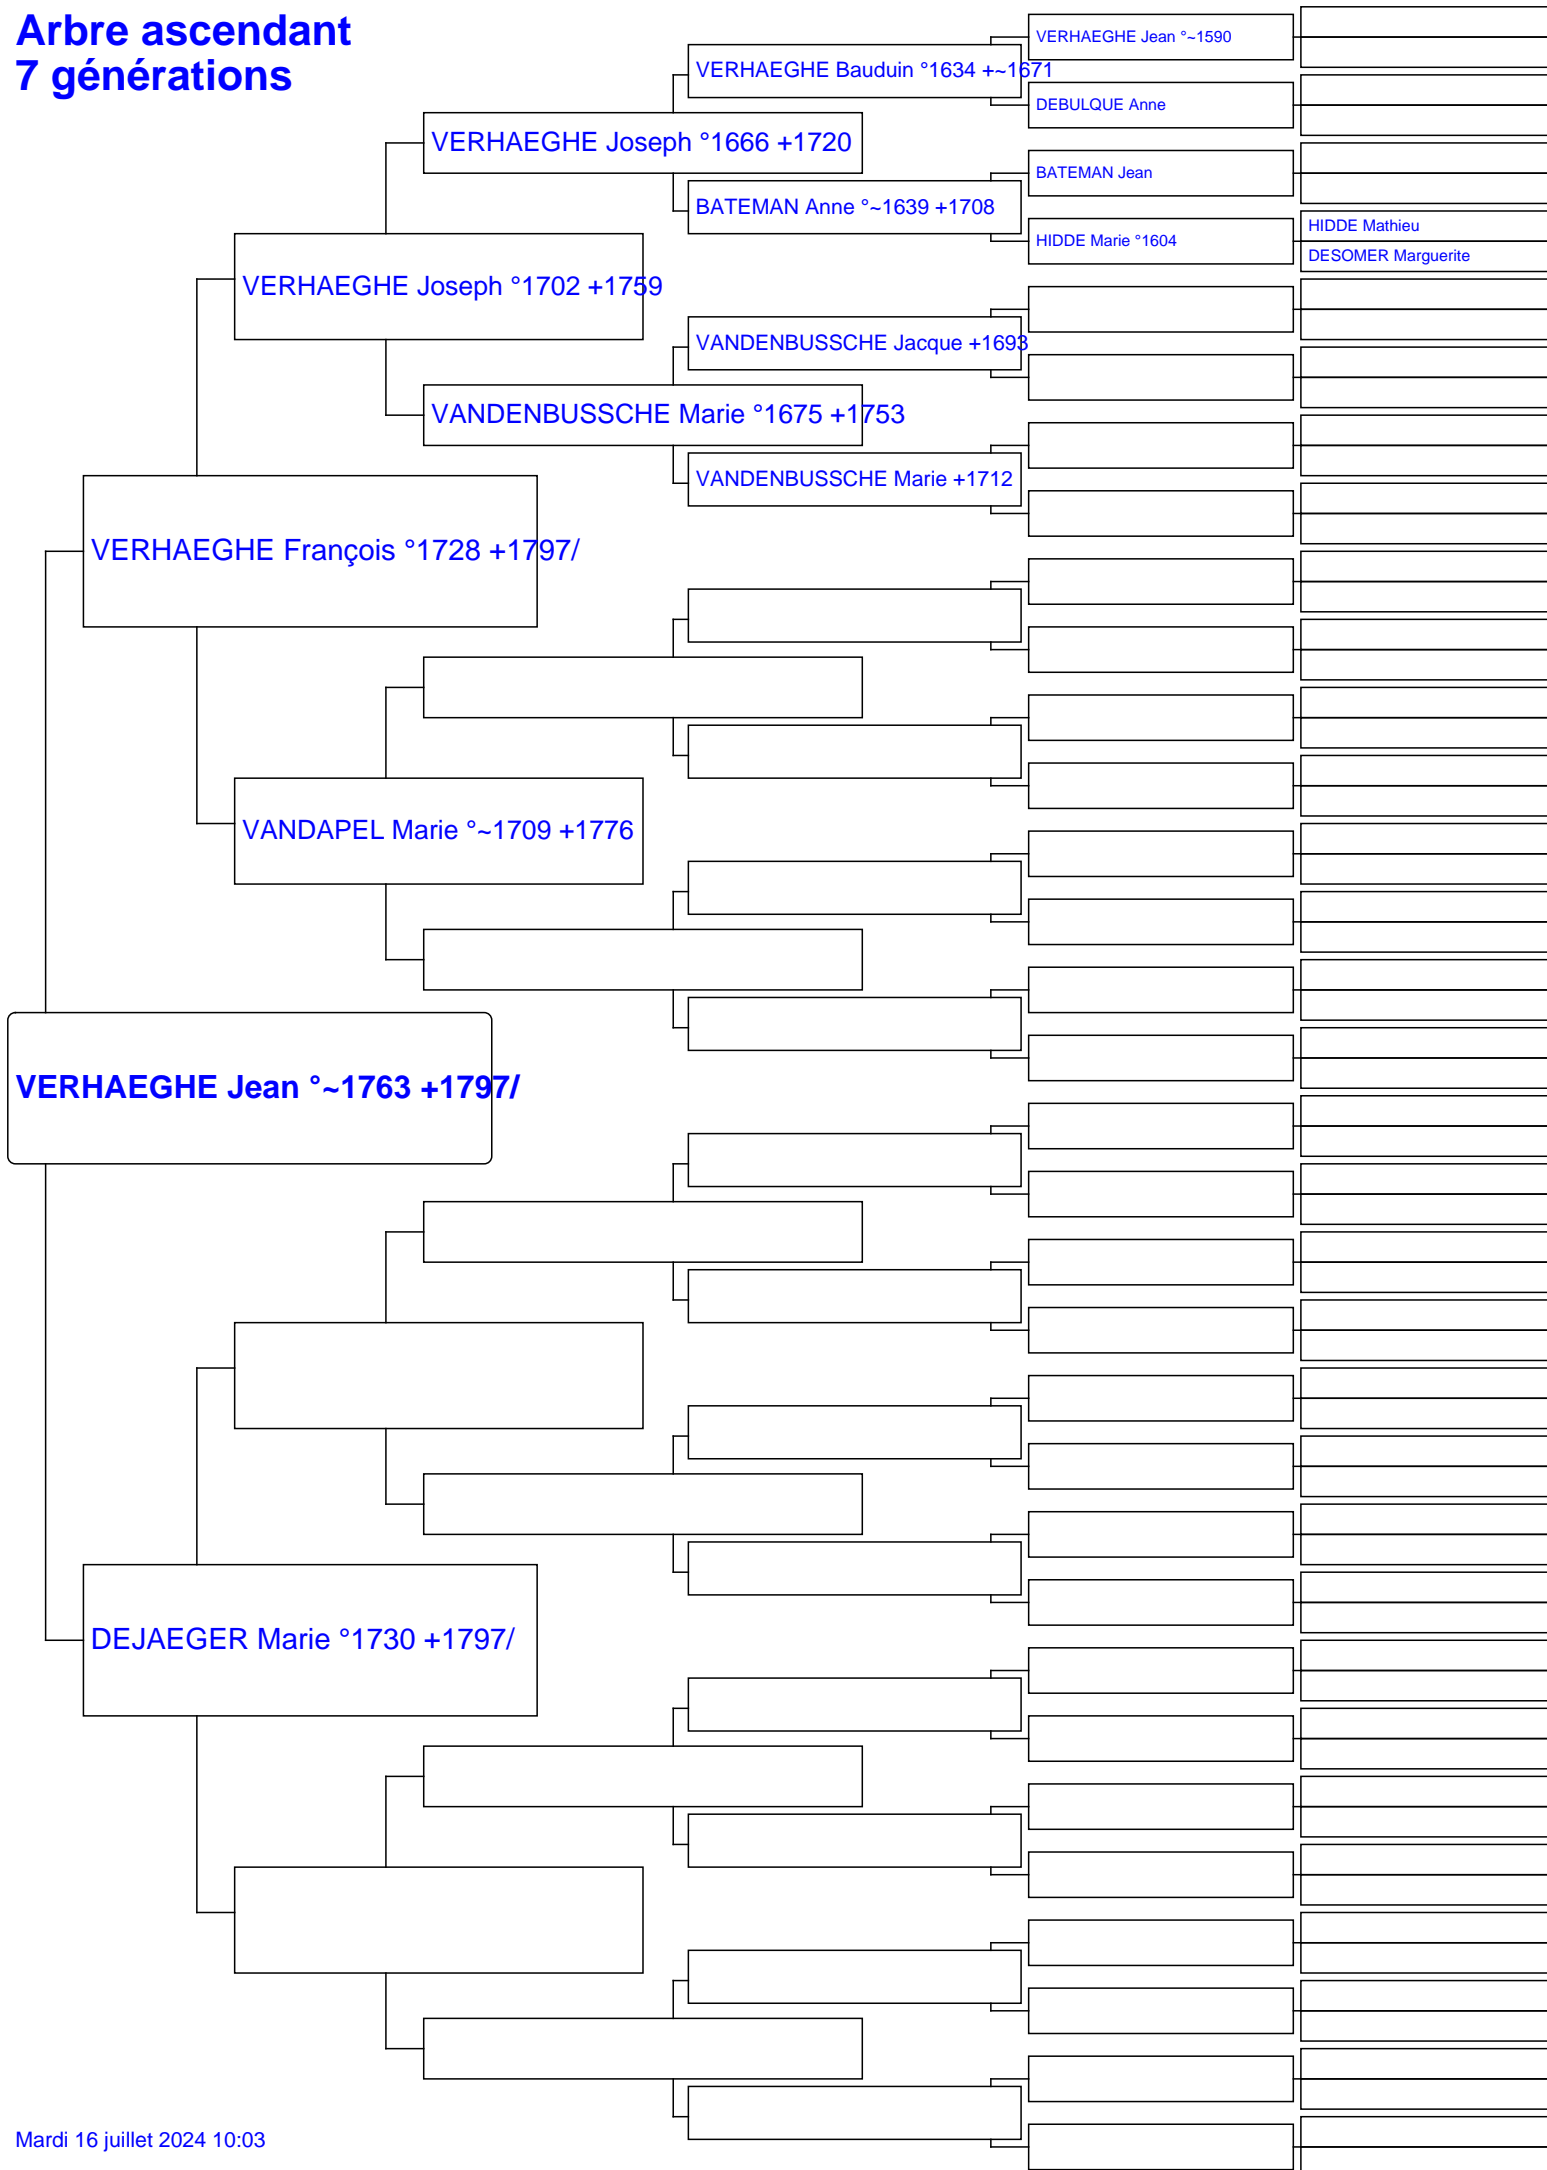 Arbre ascendant
7 générations
VERHAEGHE Jean °~1590
VERHAEGHE Bauduin °1634 +~1671
DEBULQUE Anne
VERHAEGHE Joseph °1666 +1720
BATEMAN Jean
BATEMAN Anne °~1639 +1708
HIDDE Mathieu
HIDDE Marie °1604
DESOMER Marguerite
VERHAEGHE Joseph °1702 +1759
VANDENBUSSCHE Jacque +1693
VANDENBUSSCHE Marie °1675 +1753
VANDENBUSSCHE Marie +1712
VERHAEGHE François °1728 +1797/
VANDAPEL Marie °~1709 +1776
VERHAEGHE Jean °~1763 +1797/
DEJAEGER Marie °1730 +1797/
Mardi 16 juillet 2024 10:03